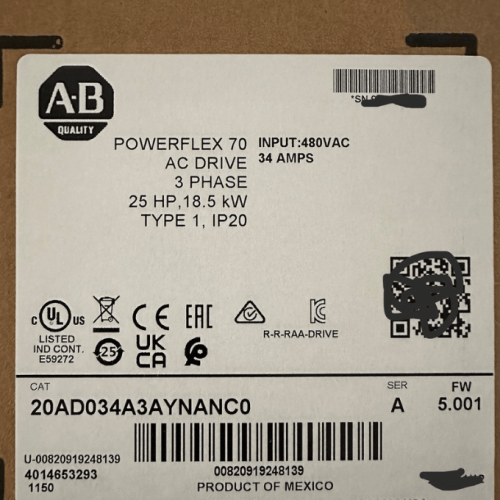 A-B
QUALITY
*SN
POWERFLEX 70
AC DRIVE
3 PHASE
25 HP,18.5 kW
TYPE 1, IP20
INPUT:480VAC
34 AMPS
C UL US
LISTED
IND CONT.
E59272
CE
EAC
25
UK
CA
R-R-RAA-DRIVE
CAT
20AD034A3AYNANC0
SER
A
FW
5.001
U-00820919248139
4014653293
1150
00820919248139
PRODUCT OF MEXICO